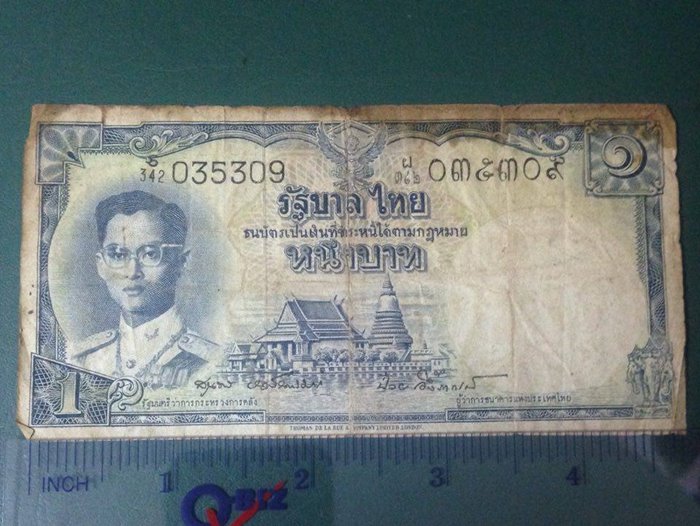 ๑
ธ/342 035309 ผ/๓๔๒ ๐๓๕๓๐๙
รัฐบาล ไทย
ธนบัตรเป็นเงินที่ชำระหนี้ได้ตามกฎหมาย
หนึ่งบาท
1
รัฐมนตรีว่าการกระทรวงการคลัง ผู้ว่าการธนาคารแห่งประเทศไทย
THOMAS DE LA RUE & COMPANY LIMITED LONDON.
INCH 1 2 3 4
Q-BIZ